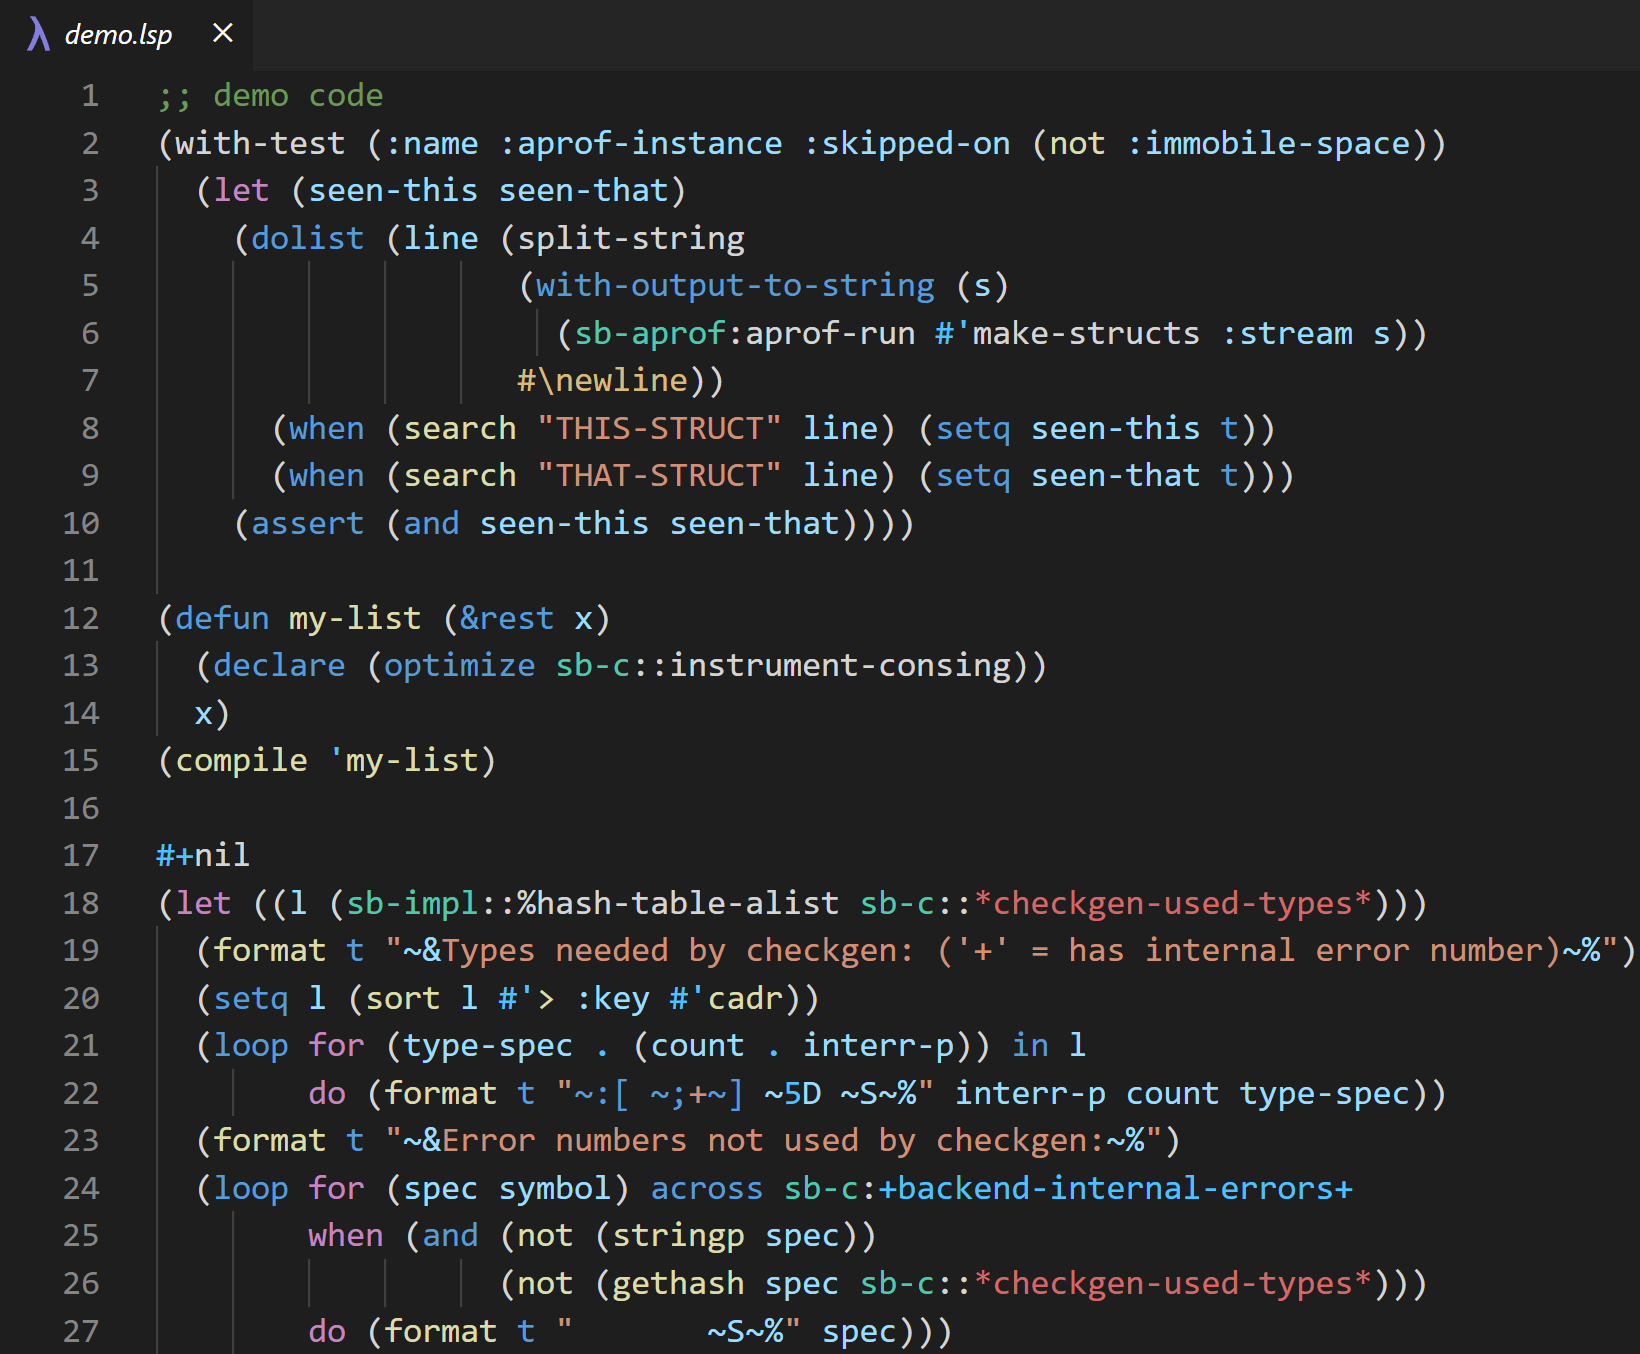 demo.lsp
1 ;; demo code
2 (with-test (:name :aprof-instance :skipped-on (not :immobile-space))
3   (let (seen-this seen-that)
4     (dolist (line (split-string
5                    (with-output-to-string (s)
6                      (sb-aprof:aprof-run #'make-structs :stream s))
7                    #\newline))
8       (when (search "THIS-STRUCT" line) (setq seen-this t))
9       (when (search "THAT-STRUCT" line) (setq seen-that t)))
10     (assert (and seen-this seen-that))))
11
12 (defun my-list (&rest x)
13   (declare (optimize sb-c::instrument-consing))
14   x)
15 (compile 'my-list)
16
17 #+nil
18 (let ((l (sb-impl::%hash-table-alist sb-c::*checkgen-used-types*)))
19   (format t "~&Types needed by checkgen: ('+' = has internal error number)~%")
20   (setq l (sort l #'> :key #'cadr))
21   (loop for (type-spec . (count . interr-p)) in l
22         do (format t "~:[ ~;+~] ~5D ~S~%" interr-p count type-spec))
23   (format t "~&Error numbers not used by checkgen:~%")
24   (loop for (spec symbol) across sb-c:+backend-internal-errors+
25         when (and (not (stringp spec))
26                   (not (gethash spec sb-c::*checkgen-used-types*)))
27         do (format t "       ~S~%" spec)))